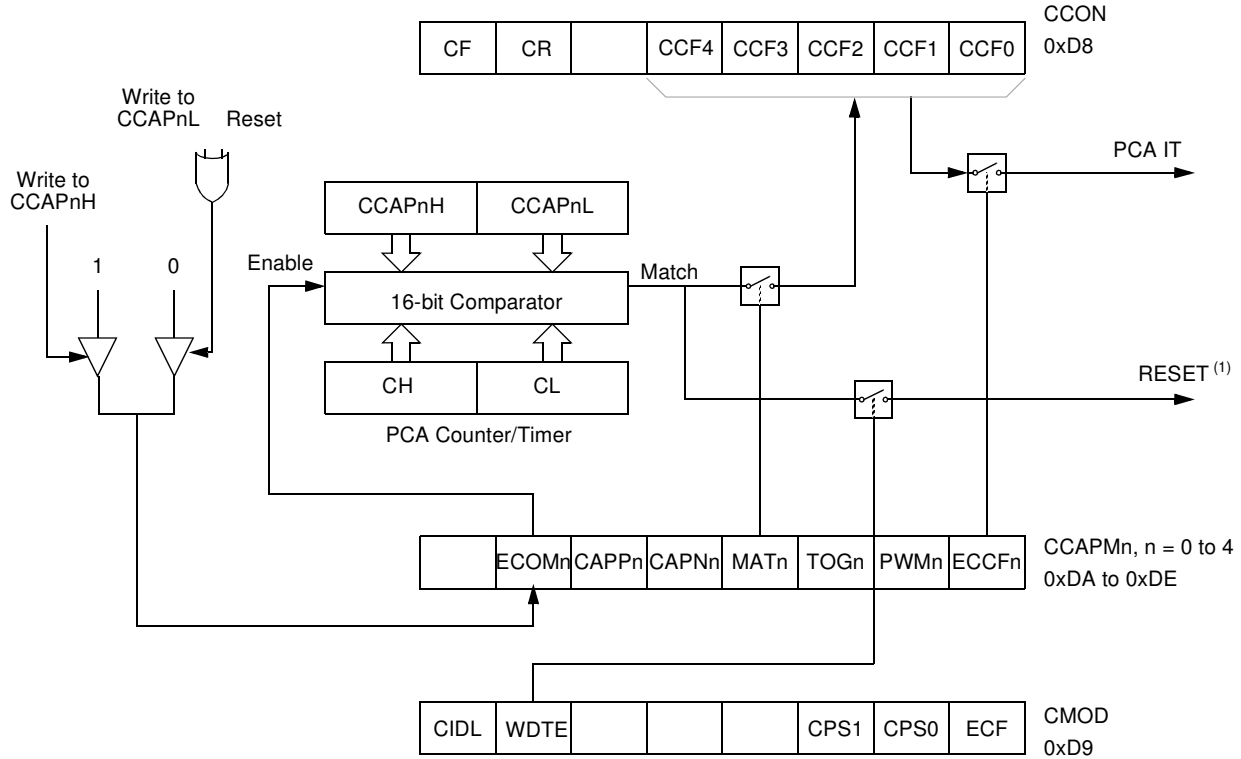 CCON
0xD8
CF CR CCF4 CCF3 CCF2 CCF1 CCF0
Write to
CCAPnL Reset
Write to
CCAPnH
PCA IT
CCAPnH CCAPnL
1 0
Enable
16-bit Comparator
Match
CH CL
PCA Counter/Timer
RESET (1)
ECOMn CAPPn CAPNn MATn TOGn PWMn ECCFn
CCAPMn, n = 0 to 4
0xDA to 0xDE
CIDL WDTE CPS1 CPS0 ECF
CMOD
0xD9